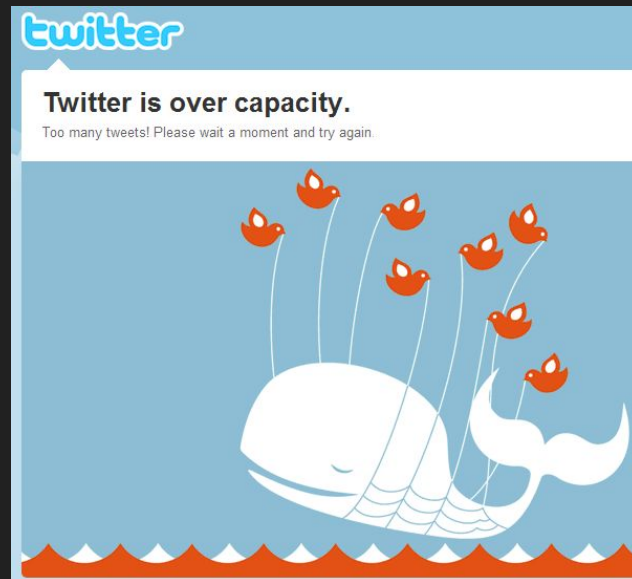 twitter
Twitter is over capacity.
Too many tweets! Please wait a moment and try again.